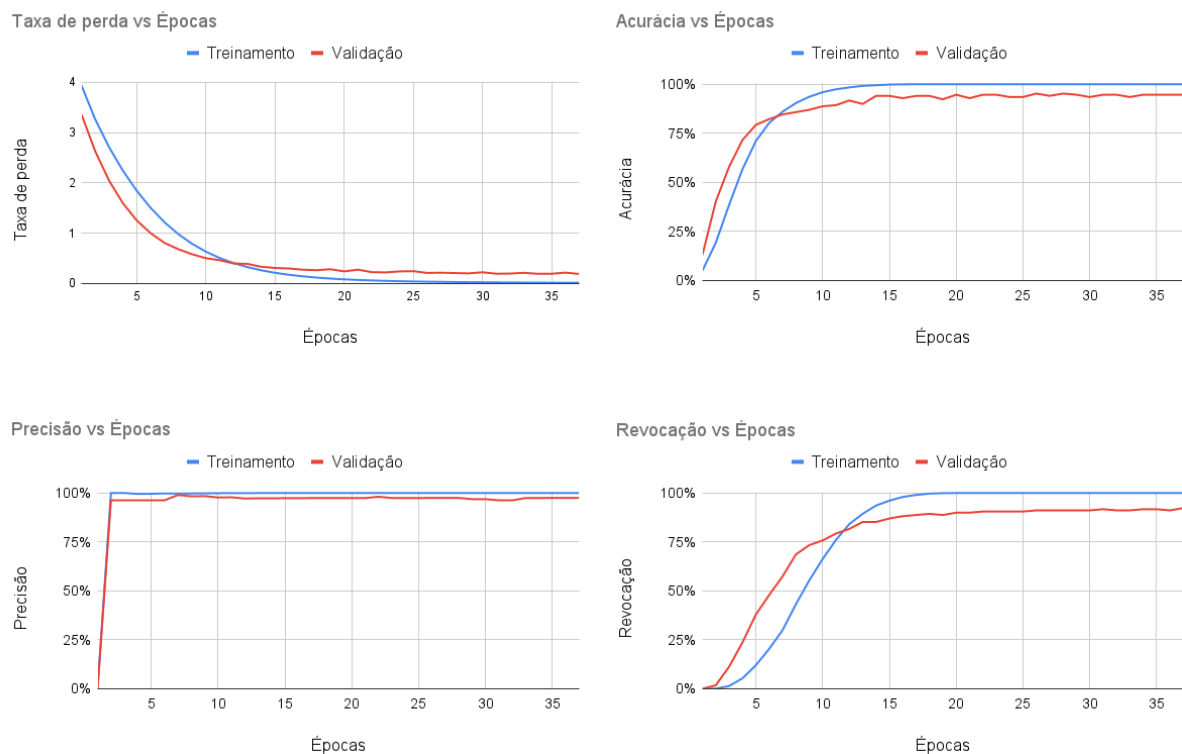 Taxa de perda vs Épocas
Treinamento Validação
4
3
2
1
0
5 10 15 20 25 30 35
Taxa de perda
Épocas
Acurácia vs Épocas
Treinamento Validação
100%
75%
50%
25%
0%
5 10 15 20 25 30 35
Acurácia
Épocas
Precisão vs Épocas
Treinamento Validação
100%
75%
50%
25%
0%
5 10 15 20 25 30 35
Precisão
Épocas
Revocação vs Épocas
Treinamento Validação
100%
75%
50%
25%
0%
5 10 15 20 25 30 35
Revocação
Épocas